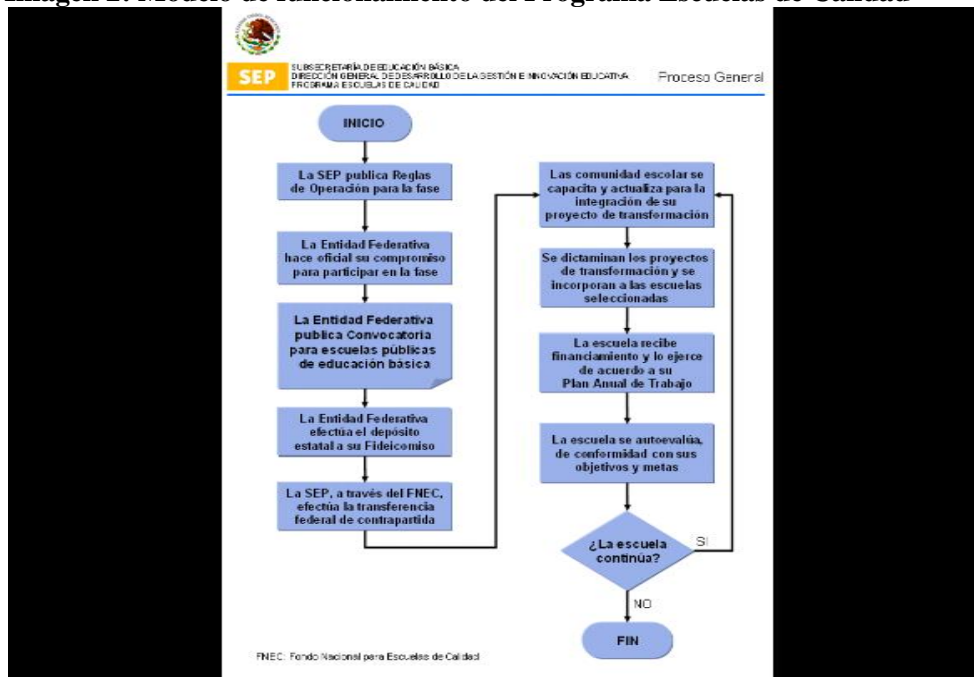 Imagen 2. Modelo de funcionamiento del Programa Escuelas de Calidad
SEP
SUBSECRETARÍA DE EDUCACIÓN BÁSICA
DIRECCIÓN GENERAL DE DESARROLLO DE LA GESTIÓN E INNOVACIÓN EDUCATIVA
PROGRAMA ESCUELAS DE CALIDAD
Proceso General
INICIO
La SEP publica Reglas
de Operación para la fase
La Entidad Federativa
hace oficial su compromiso
para participar en la fase
La Entidad Federativa
publica Convocatoria
para escuelas públicas
de educación básica
La Entidad Federativa
efectúa el depósito
estatal a su Fideicomiso
La SEP, a través del FNEC,
efectúa la transferencia
federal de contrapartida
Las comunidad escolar se
capacita y actualiza para la
integración de su
proyecto de transformación
Se dictaminan los proyectos
de transformación y se
incorporan a las escuelas
seleccionadas
La escuela recibe
financiamiento y lo ejerce
de acuerdo a su
Plan Anual de Trabajo
La escuela se autoevalúa,
de conformidad con sus
objetivos y metas
¿La escuela
continúa?
SI
NO
FIN
FNEC: Fondo Nacional para Escuelas de Calidad